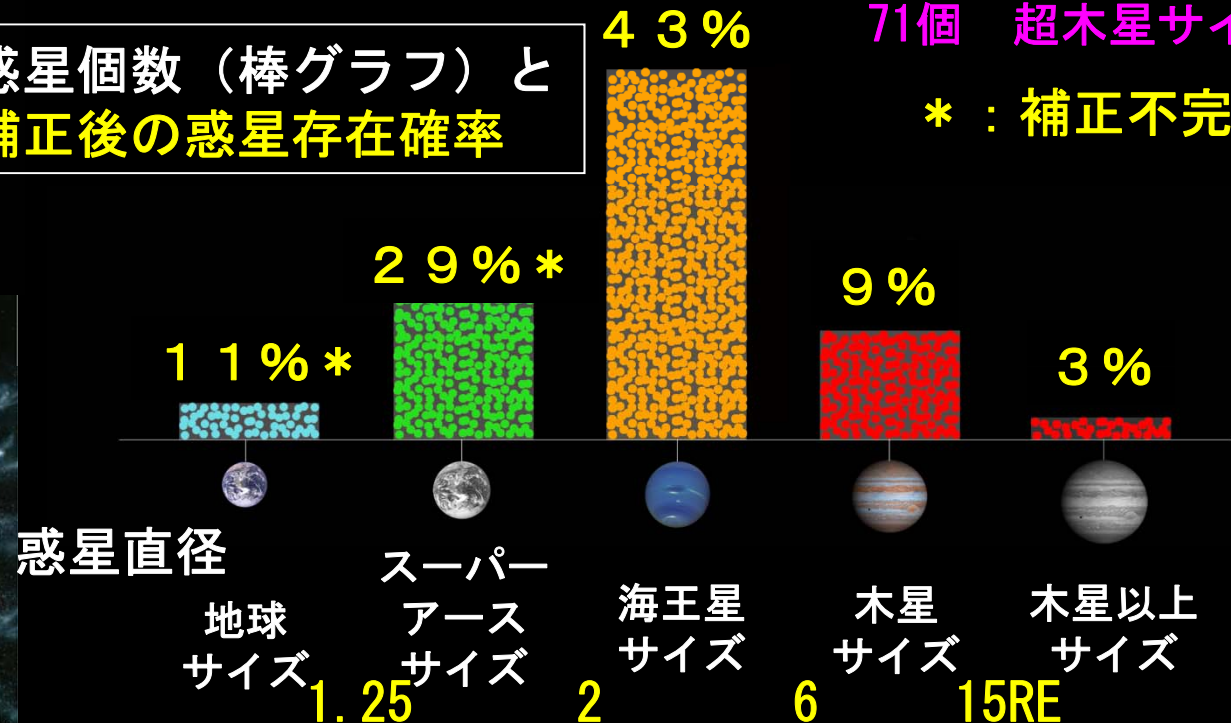 惑星個数（棒グラフ）と
補正後の惑星存在確率
４３％
71個　超木星サイ
＊：補正不完
２９％＊
９％
１１％＊
３％
惑星直径
地球
サイズ
スーパー
アース
サイズ
海王星
サイズ
木星
サイズ
木星以上
サイズ
1.25
2
6
15RE